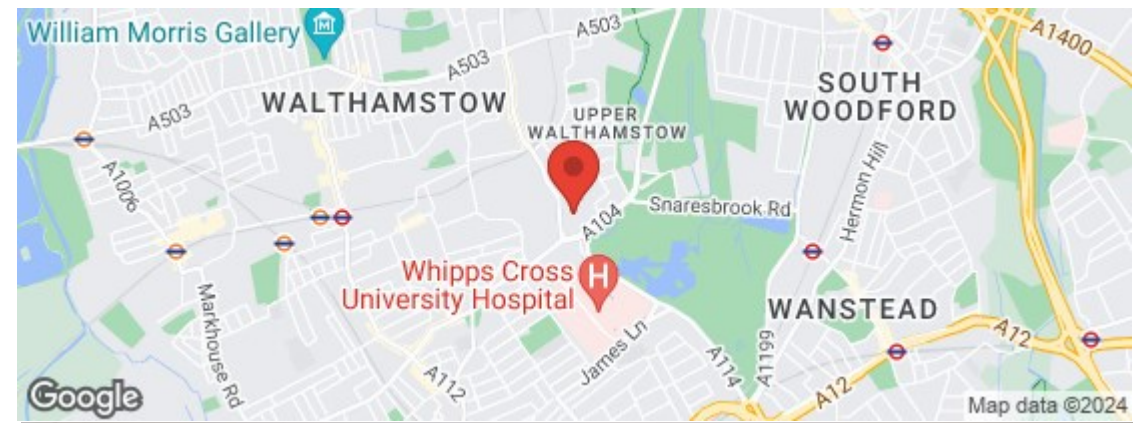 William Morris Gallery
A503
A503
A1400
A503
WALTHAMSTOW
SOUTH
WOODFORD
UPPER
WALTHAMSTOW
A1006
Hermon Hill
A104
Snaresbrook Rd
Whipps Cross
University Hospital
H
WANSTEAD
Markhouse Rd
James Ln
A12
A112
A114
A1199
A12
Google
Map data ©2024